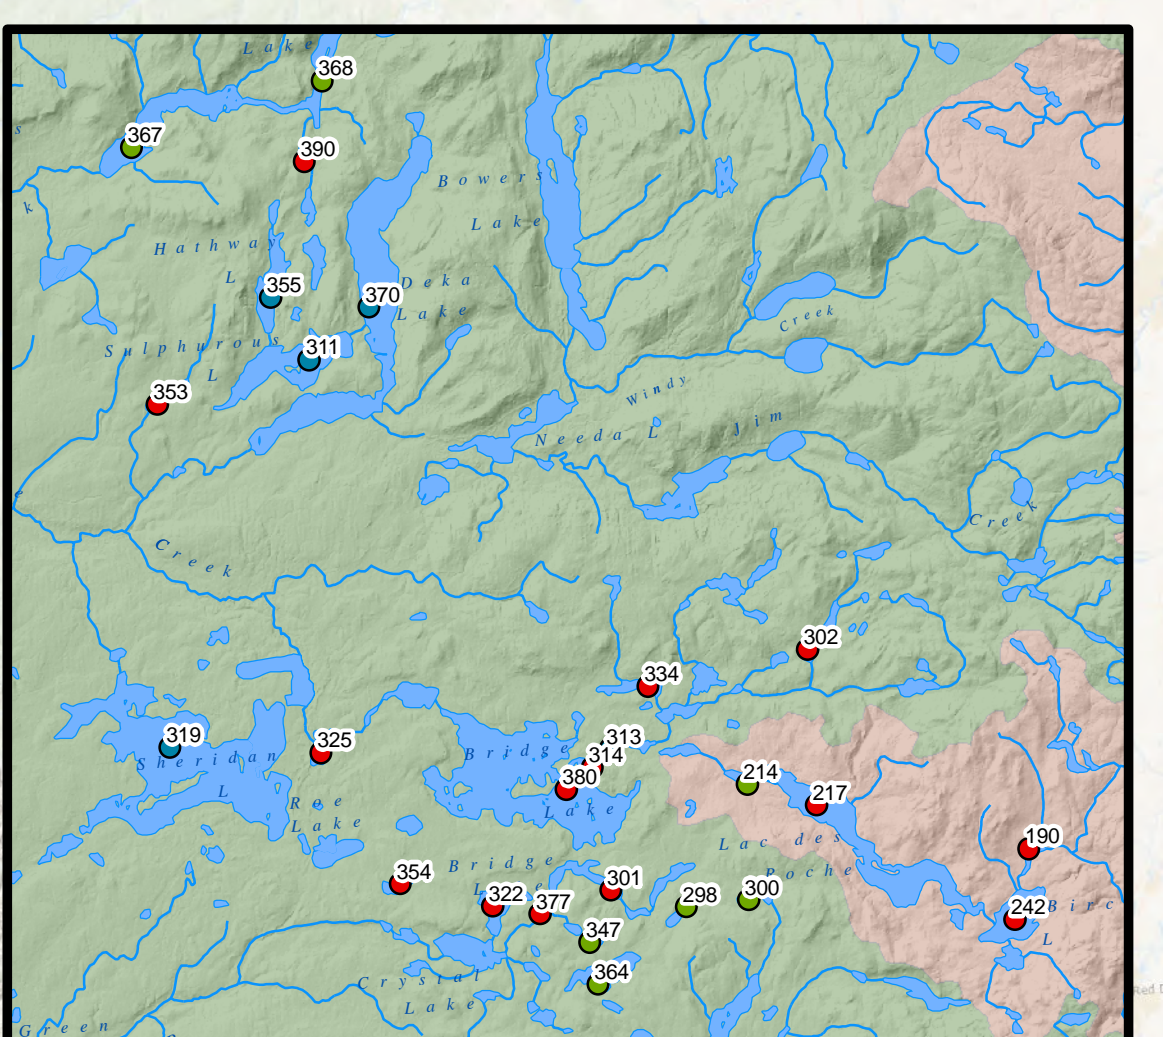 Lake
368
367
s
390
Bowers
k
Lake
Hathway
L
355
370
Deka
Lake
Creek
Sulphurous
311
L
353
Windy
Jim
Needa L
e
Creek
Creek
302
334
319
325
313
314
Bridge
Sheridan
380
214
L
217
Roe
Lake
Lake
Lac des
190
Bridge
Roche
354
L e
301
322
377
298
300
242
Birc
347
L
364
Crystal
Lake
Red D
Green